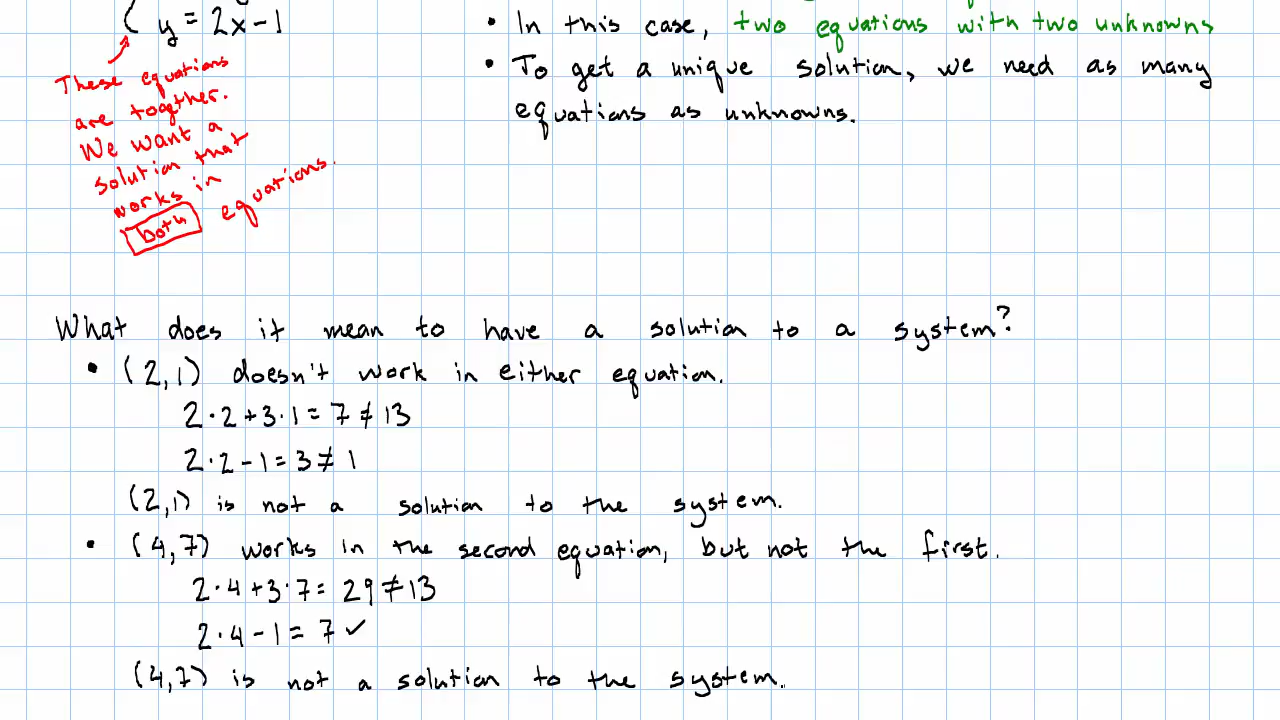 { y = 2x - 1
These equations
are together.
We want a
solution that
works in
both equations.
• In this case, two equations with two unknowns
• To get a unique solution, we need as many
equations as unknowns.
What does it mean to have a solution to a system?
• (2,1) doesn't work in either equation.
2·2+3·1 = 7 ≠ 13
2·2-1 = 3 ≠ 1
(2,1) is not a solution to the system.
• (4,7) works in the second equation, but not the first.
2·4+3·7 = 29 ≠ 13
2·4-1 = 7 ✓
(4,7) is not a solution to the system.